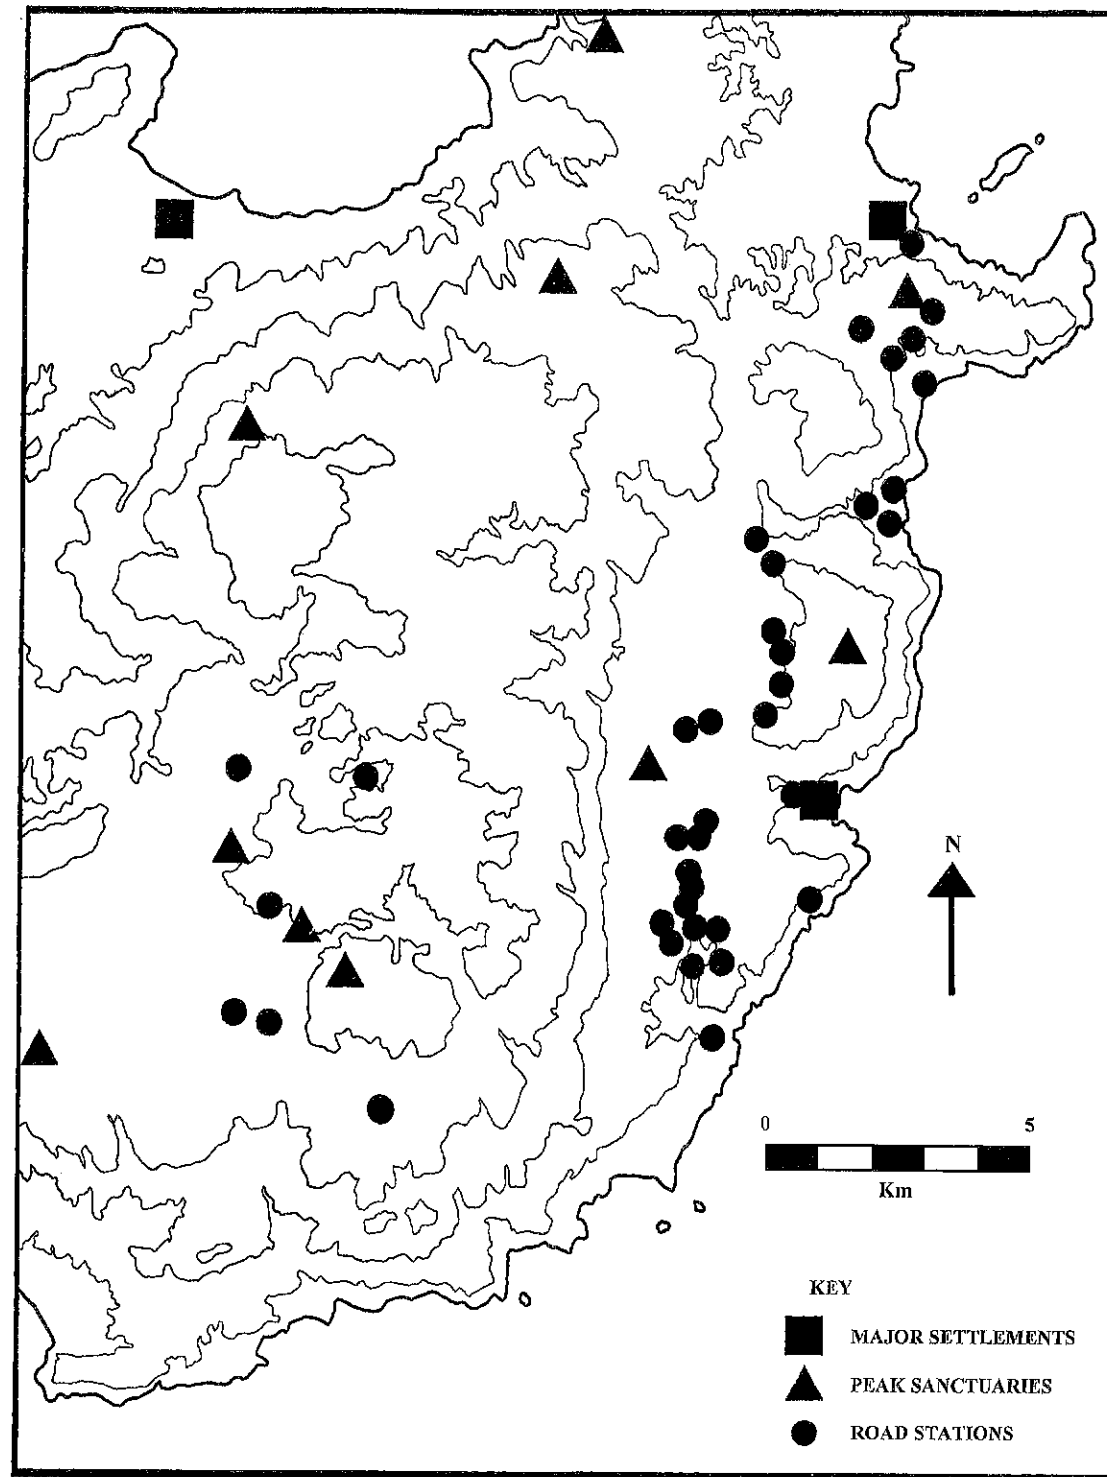 N
0 5
Km
KEY
MAJOR SETTLEMENTS
PEAK SANCTUARIES
ROAD STATIONS